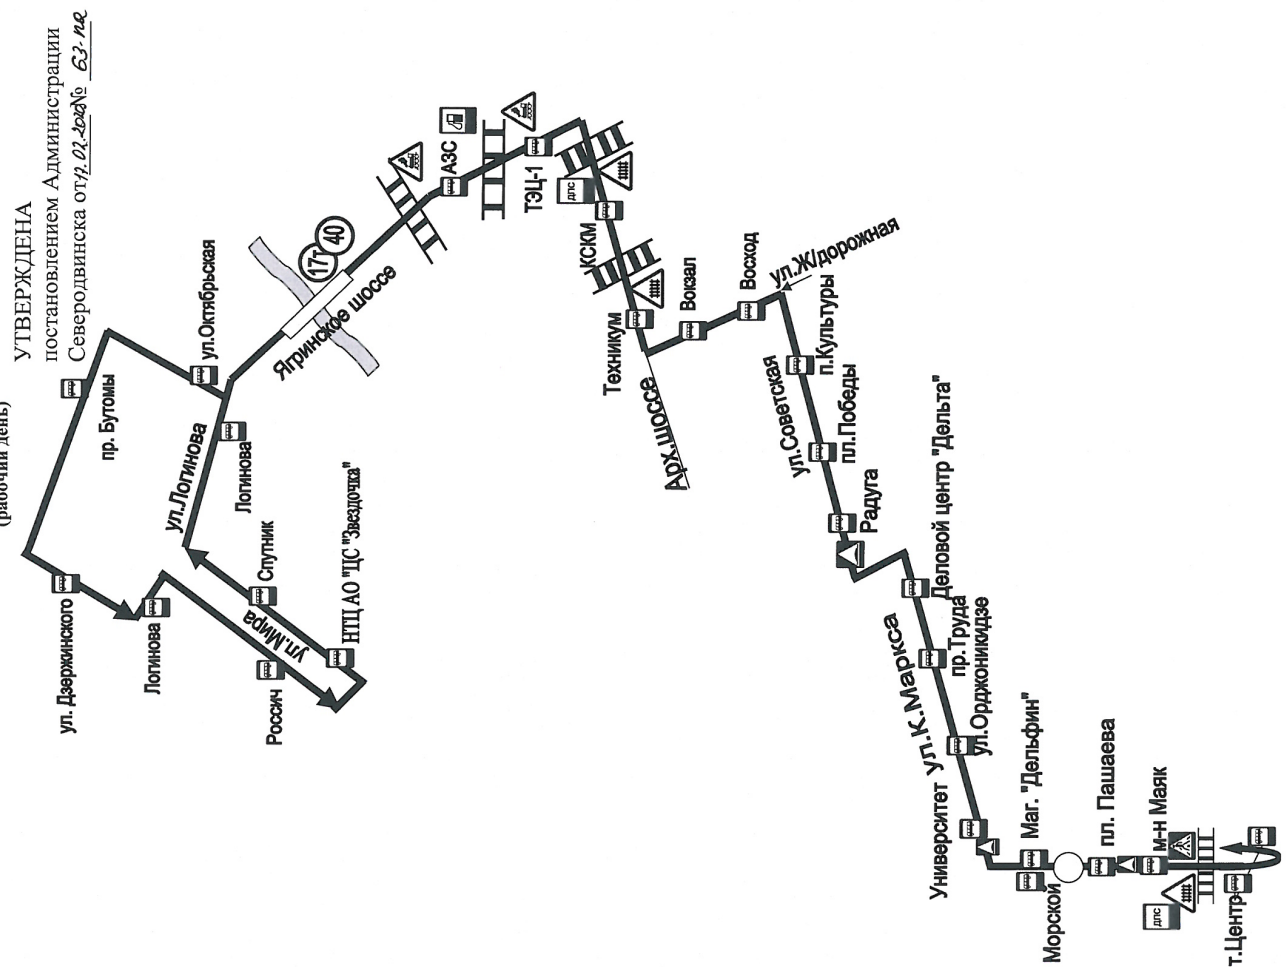 УТВЕРЖДЕНА
постановлением Администрации
Северодвинска от 12.02.2020 № 63-па
(рабочий день)
пр. Бутомы
ул.Октябрьская
ул. Дзержинского
Логинова
ул.Логинова
Логинова
Спутник
ул.Мира
Россич
НТЦ АО "ЦС "Звездочка"
17т
40
Ягринское шоссе
АЗС
ТЭЦ-1
ДПС
КСКМ
Техникум
Арх.шоссе
Вокзал
Восход
ул.Ж/дорожная
п.Культуры
ул.Советская
пл.Победы
Радуга
Деловой центр "Дельта"
пр.Труда
ул.К.Маркса
ул.Орджоникидзе
Университет
Маг. "Дельфин"
Морской
пл. Пашаева
м-н Маяк
ДПС
т.Центр